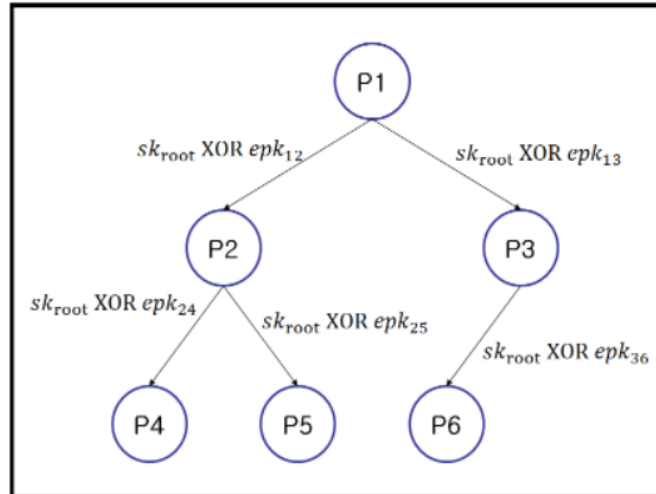 P1
sk_root XOR epk_12
sk_root XOR epk_13
P2
P3
sk_root XOR epk_24
sk_root XOR epk_25
sk_root XOR epk_36
P4
P5
P6